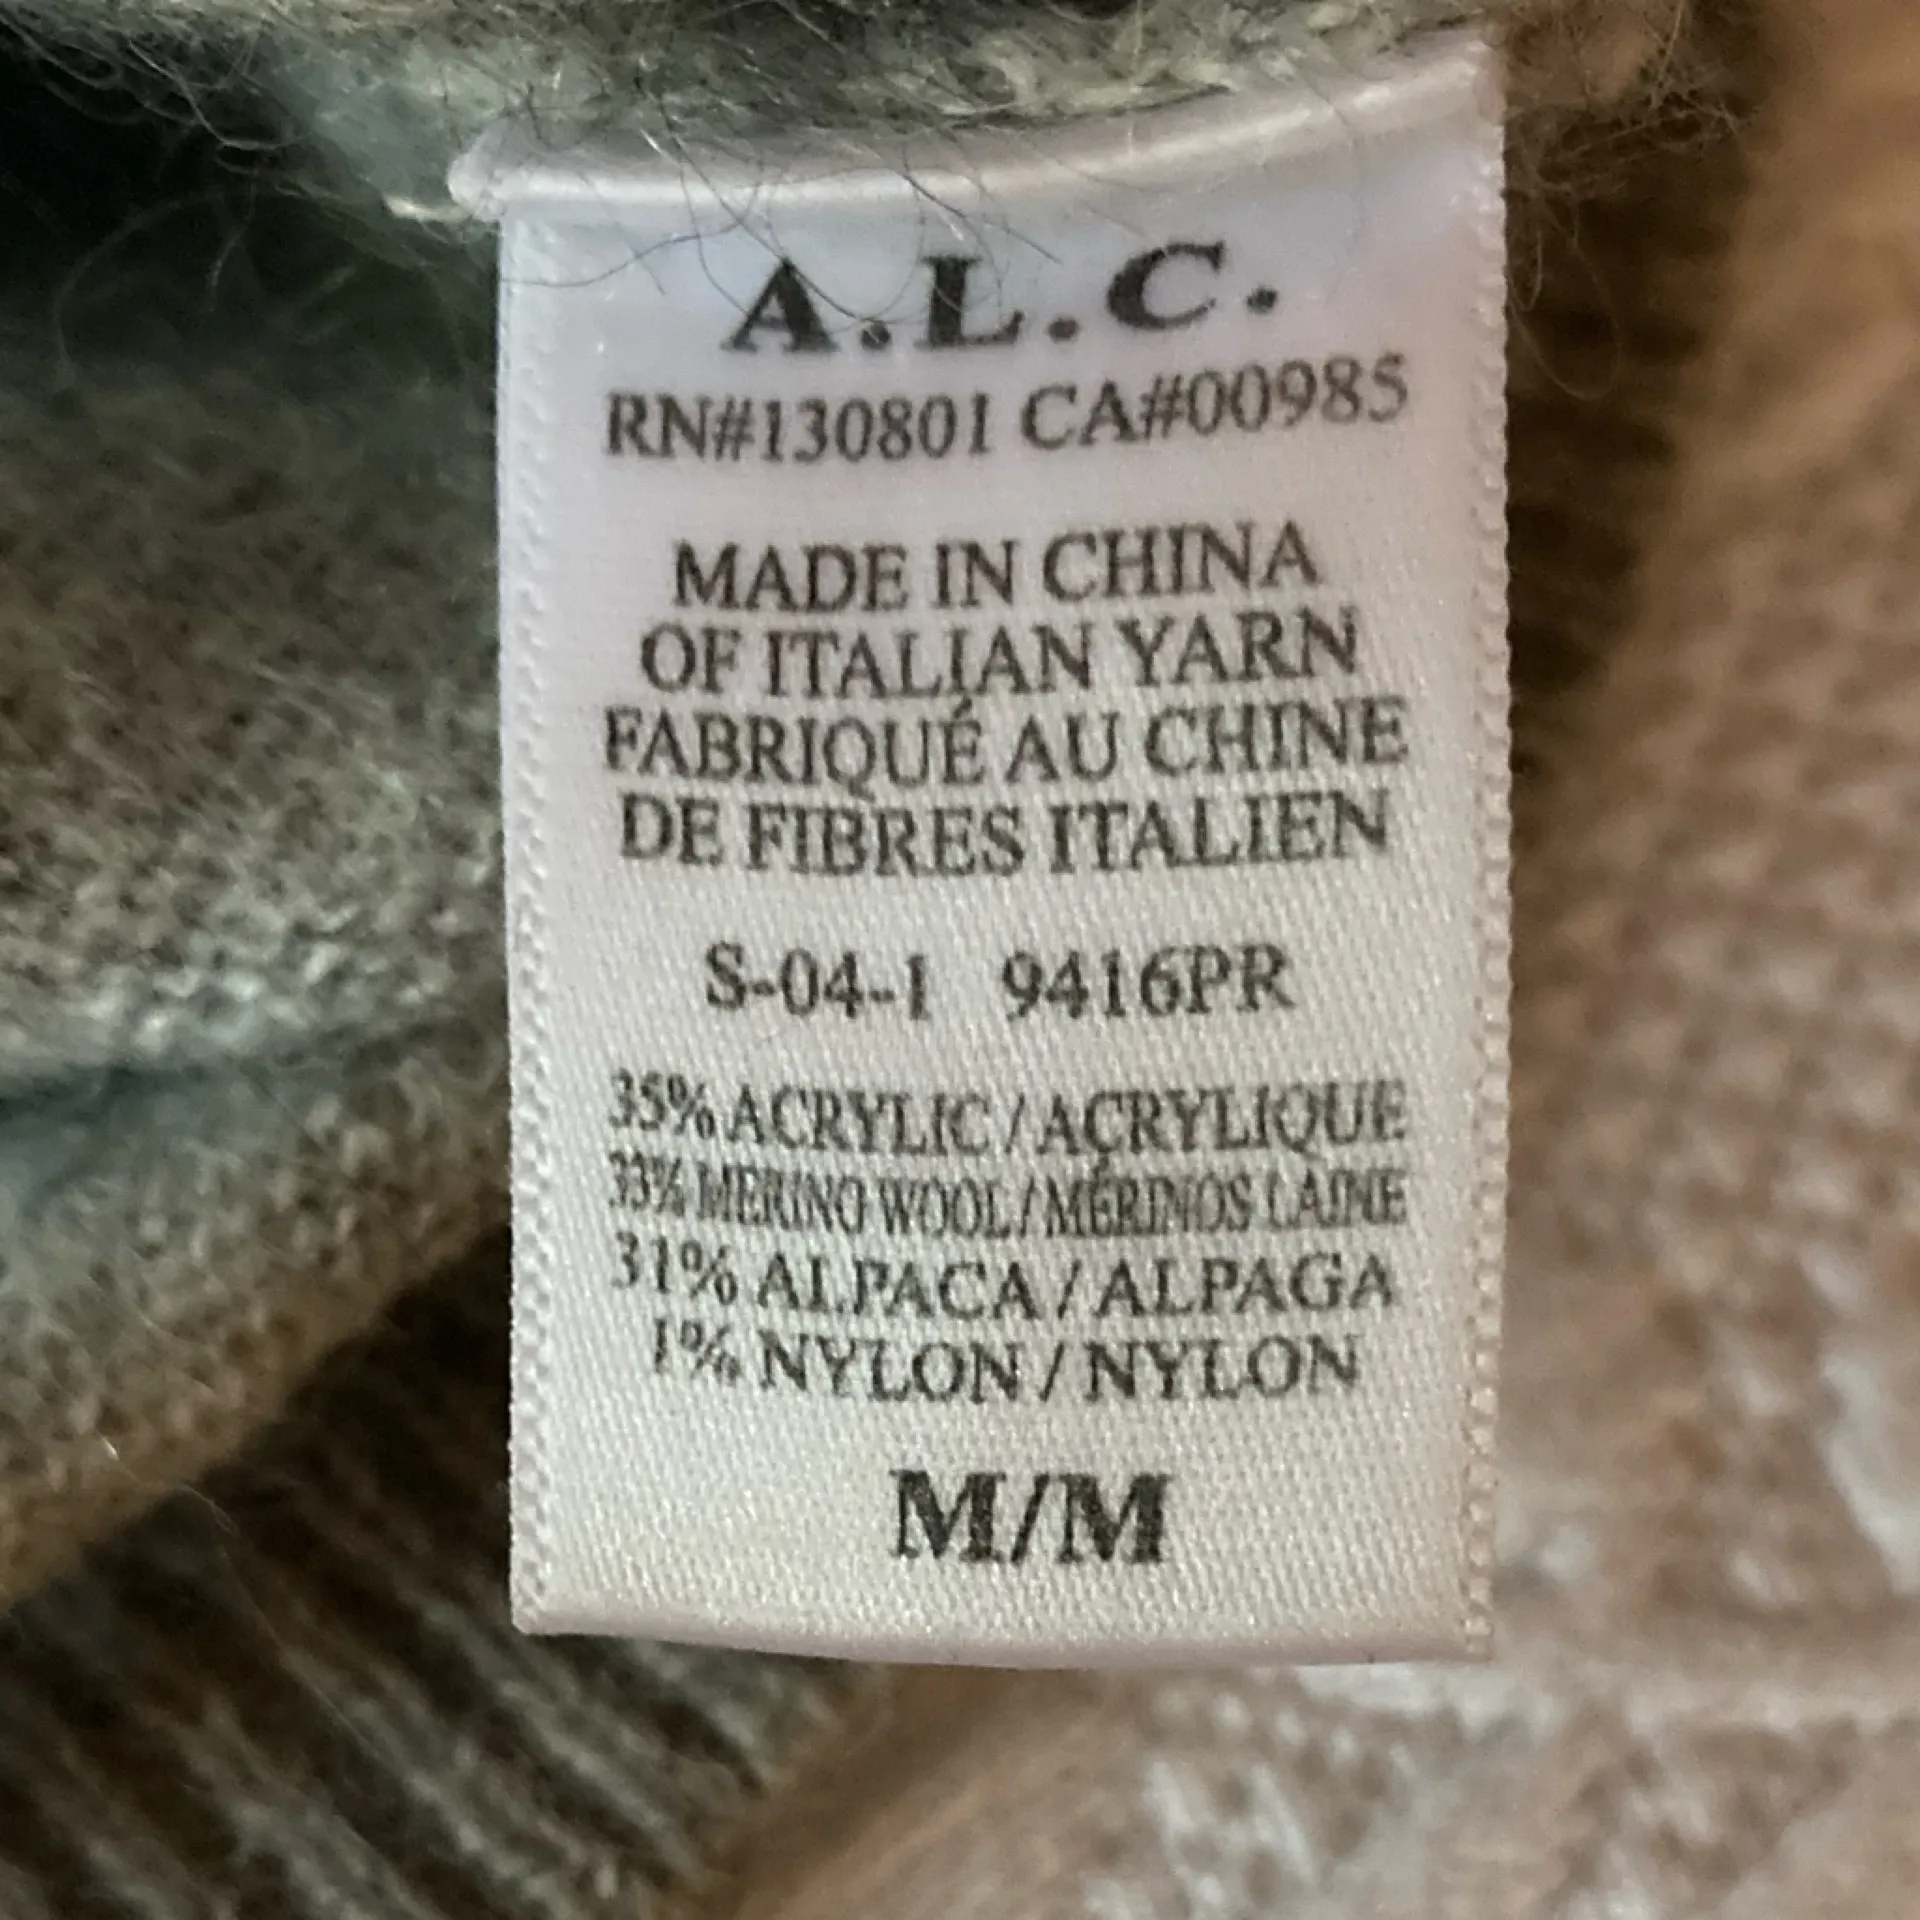 A.L.C.
RN#130801 CA#00985
MADE IN CHINA
OF ITALIAN YARN
FABRIQUÉ AU CHINE
DE FIBRES ITALIEN
S-04-1 9416PR
35% ACRYLIC / ACRYLIQUE
33% MERINO WOOL / MÉRINOS LAINE
31% ALPACA / ALPAGA
1% NYLON / NYLON
M/M